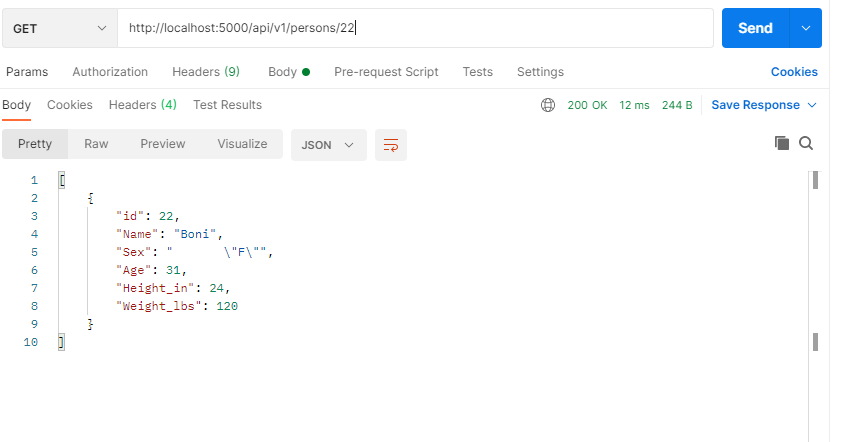 GET http://localhost:5000/api/v1/persons/22 Send
Params Authorization Headers (9) Body Pre-request Script Tests Settings Cookies
Body Cookies Headers (4) Test Results 200 OK 12 ms 244 B Save Response
Pretty Raw Preview Visualize JSON
1 [
2 {
3 "id": 22,
4 "Name": "Boni",
5 "Sex": "       \"F\"",
6 "Age": 31,
7 "Height_in": 24,
8 "Weight_lbs": 120
9 }
10 ]